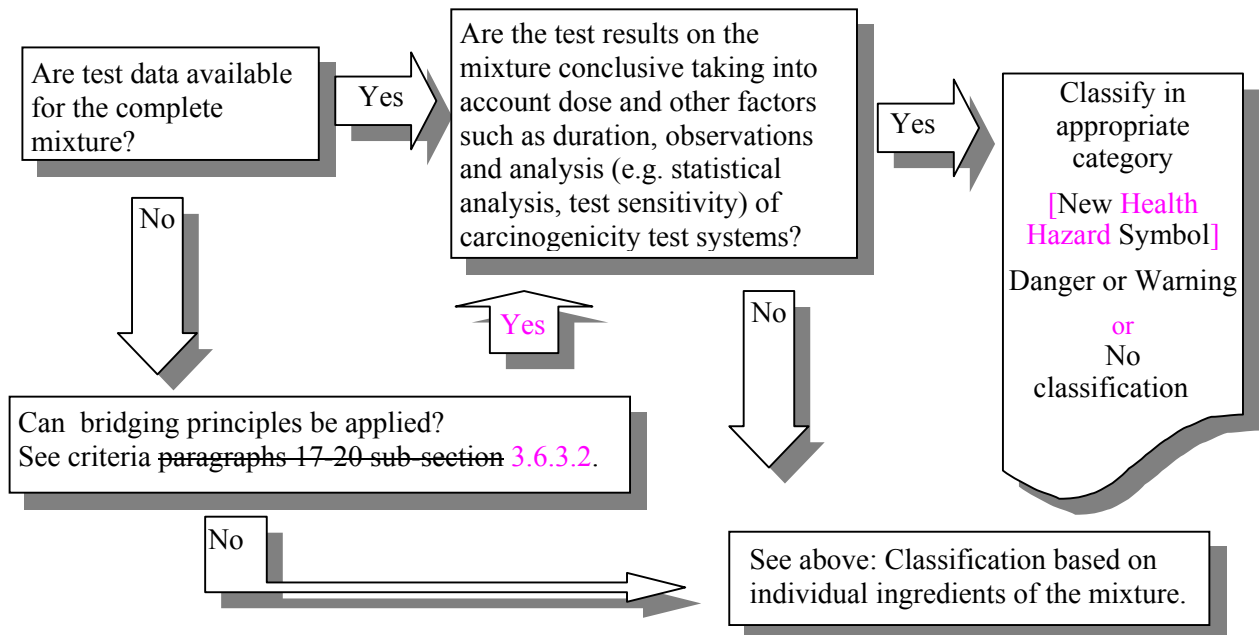 Are test data available
for the complete
mixture?
Yes
Are the test results on the
mixture conclusive taking into
account dose and other factors
such as duration, observations
and analysis (e.g. statistical
analysis, test sensitivity) of
carcinogenicity test systems?
Yes
Classify in
appropriate
category
[New Health
Hazard Symbol]
Danger or Warning
or
No
classification
No
Yes
No
Can bridging principles be applied?
See criteria paragraphs 17-20 sub-section 3.6.3.2.
No
See above: Classification based on
individual ingredients of the mixture.